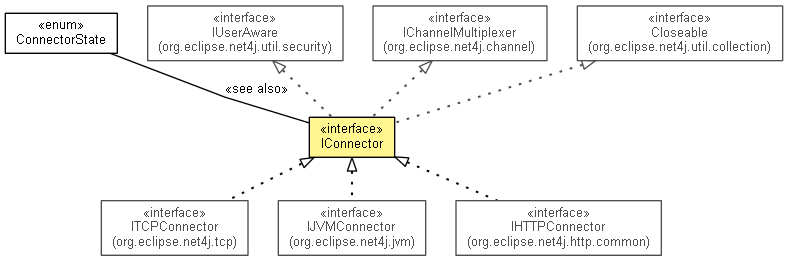 «enum»
ConnectorState
«interface»
IUserAware
(org.eclipse.net4j.util.security)
«interface»
IChannelMultiplexer
(org.eclipse.net4j.channel)
«interface»
Closeable
(org.eclipse.net4j.util.collection)
«see also»
«interface»
IConnector
«interface»
ITCPConnector
(org.eclipse.net4j.tcp)
«interface»
IJVMConnector
(org.eclipse.net4j.jvm)
«interface»
IHTTPConnector
(org.eclipse.net4j.http.common)